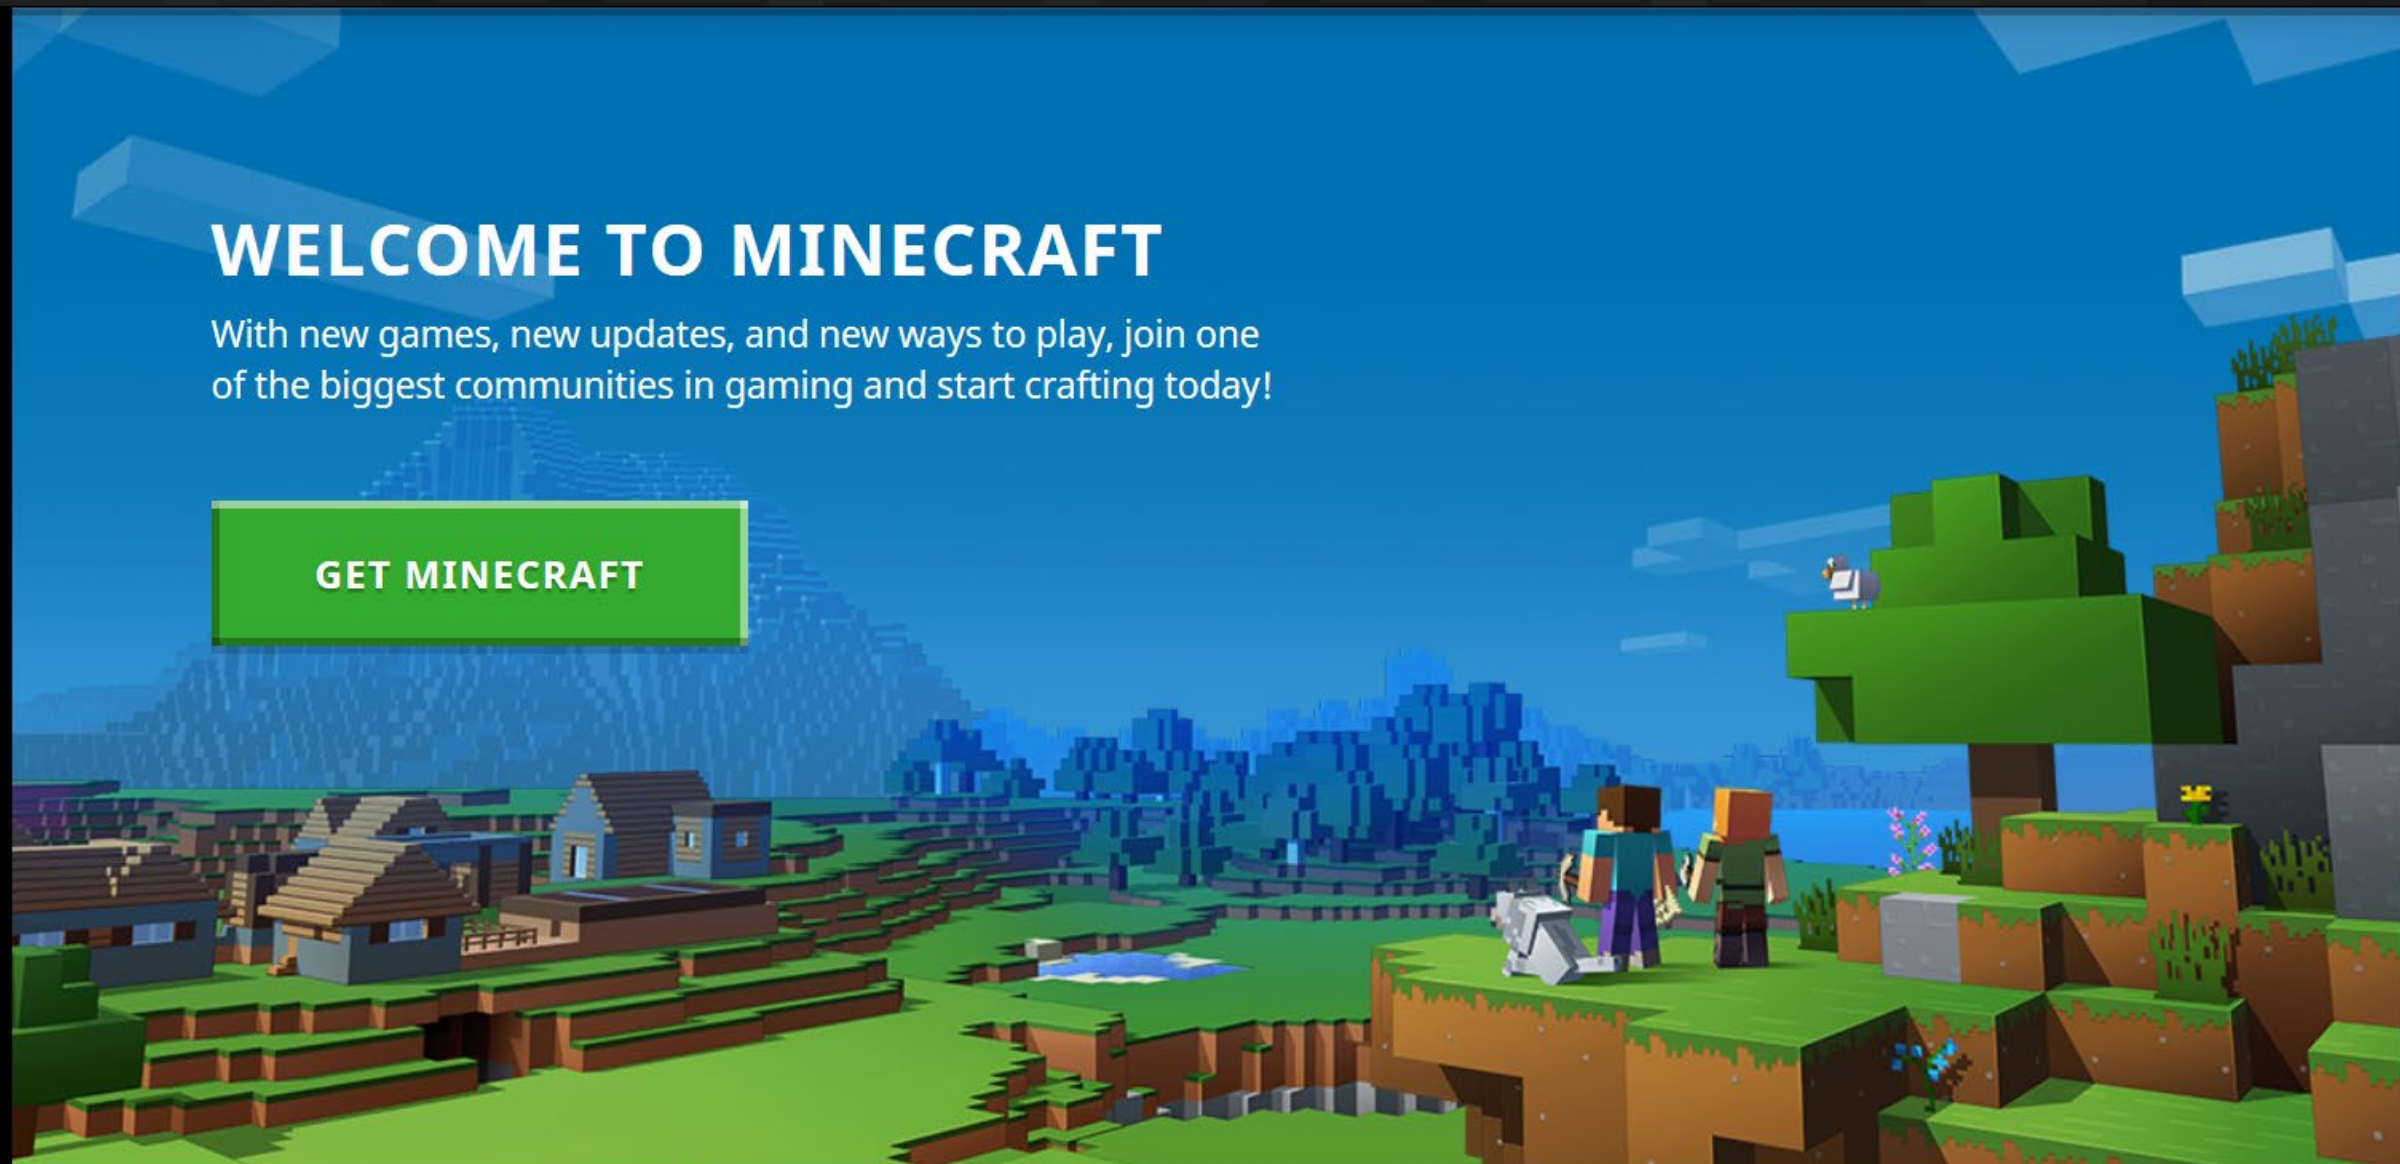 WELCOME TO MINECRAFT
With new games, new updates, and new ways to play, join one
of the biggest communities in gaming and start crafting today!
GET MINECRAFT